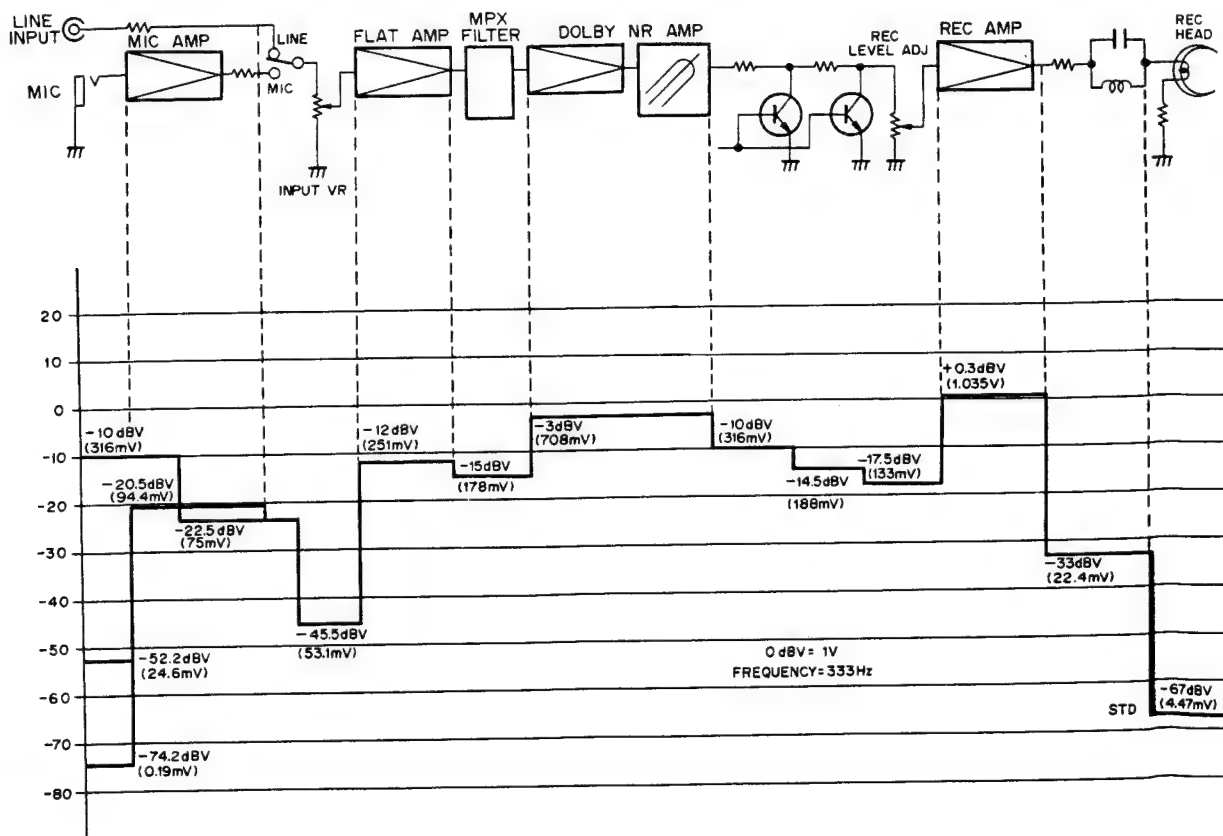 LINE INPUT
MIC AMP
LINE
MIC
MIC
INPUT VR
FLAT AMP
MPX FILTER
DOLBY NR AMP
REC LEVEL ADJ
REC AMP
REC HEAD
20
10
0
-10
-20
-30
-40
-50
-60
-70
-80
-10dBV
(316mV)
-20.5dBV
(94.4mV)
-22.5dBV
(75mV)
-45.5dBV
(53.1mV)
-52.2dBV
(24.6mV)
-74.2dBV
(0.19mV)
-12dBV
(251mV)
-15dBV
(178mV)
-3dBV
(708mV)
-10dBV
(316mV)
-14.5dBV
(188mV)
-17.5dBV
(133mV)
+0.3dBV
(1.035V)
-33dBV
(22.4mV)
0dBV=1V
FREQUENCY=333Hz
STD
-67dBV
(4.47mV)